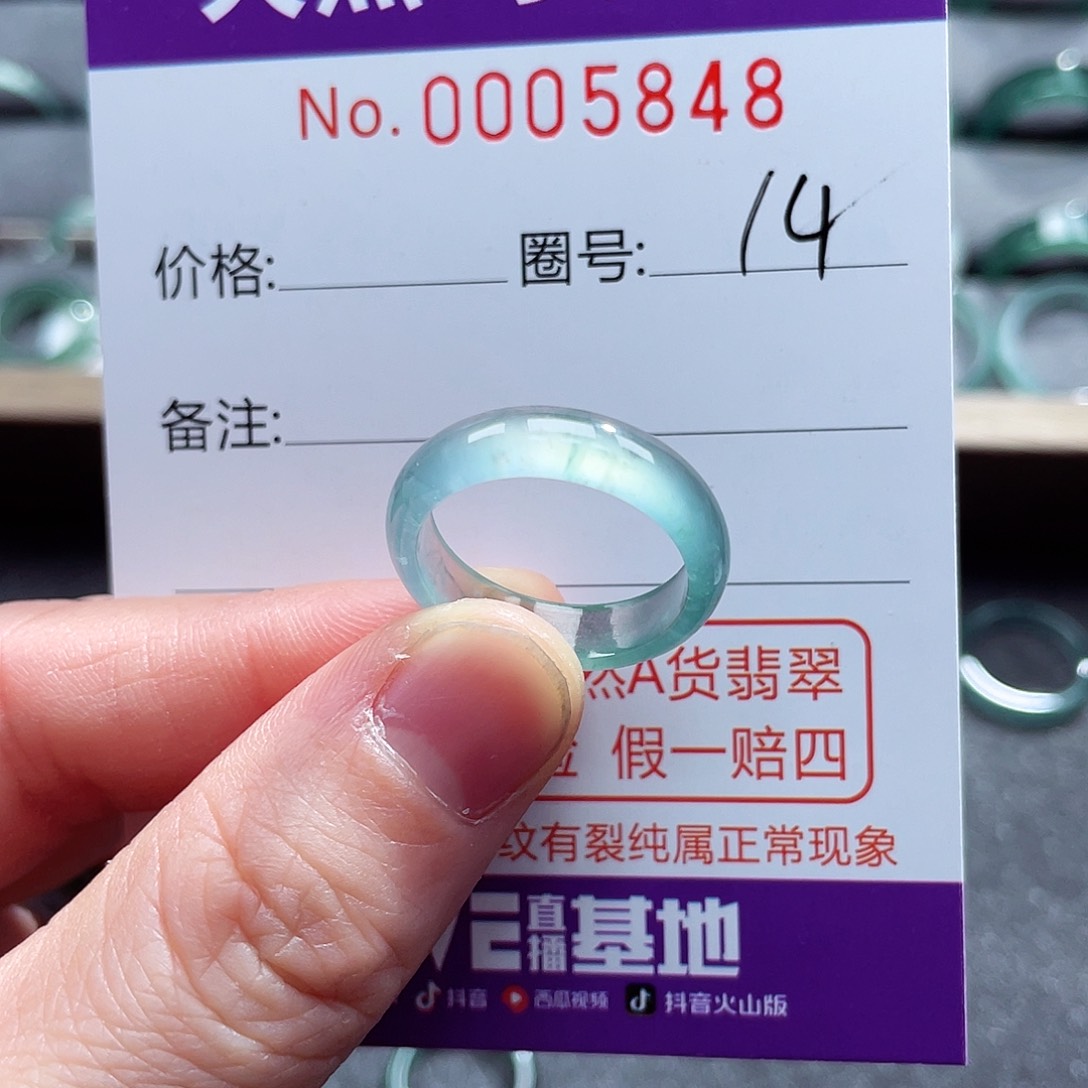 No.0005848
价格: 圈号: 14
备注:
A货翡翠
假一赔四
纹有裂纯属正常现象
直播基地
抖音 西瓜视频 抖音火山版